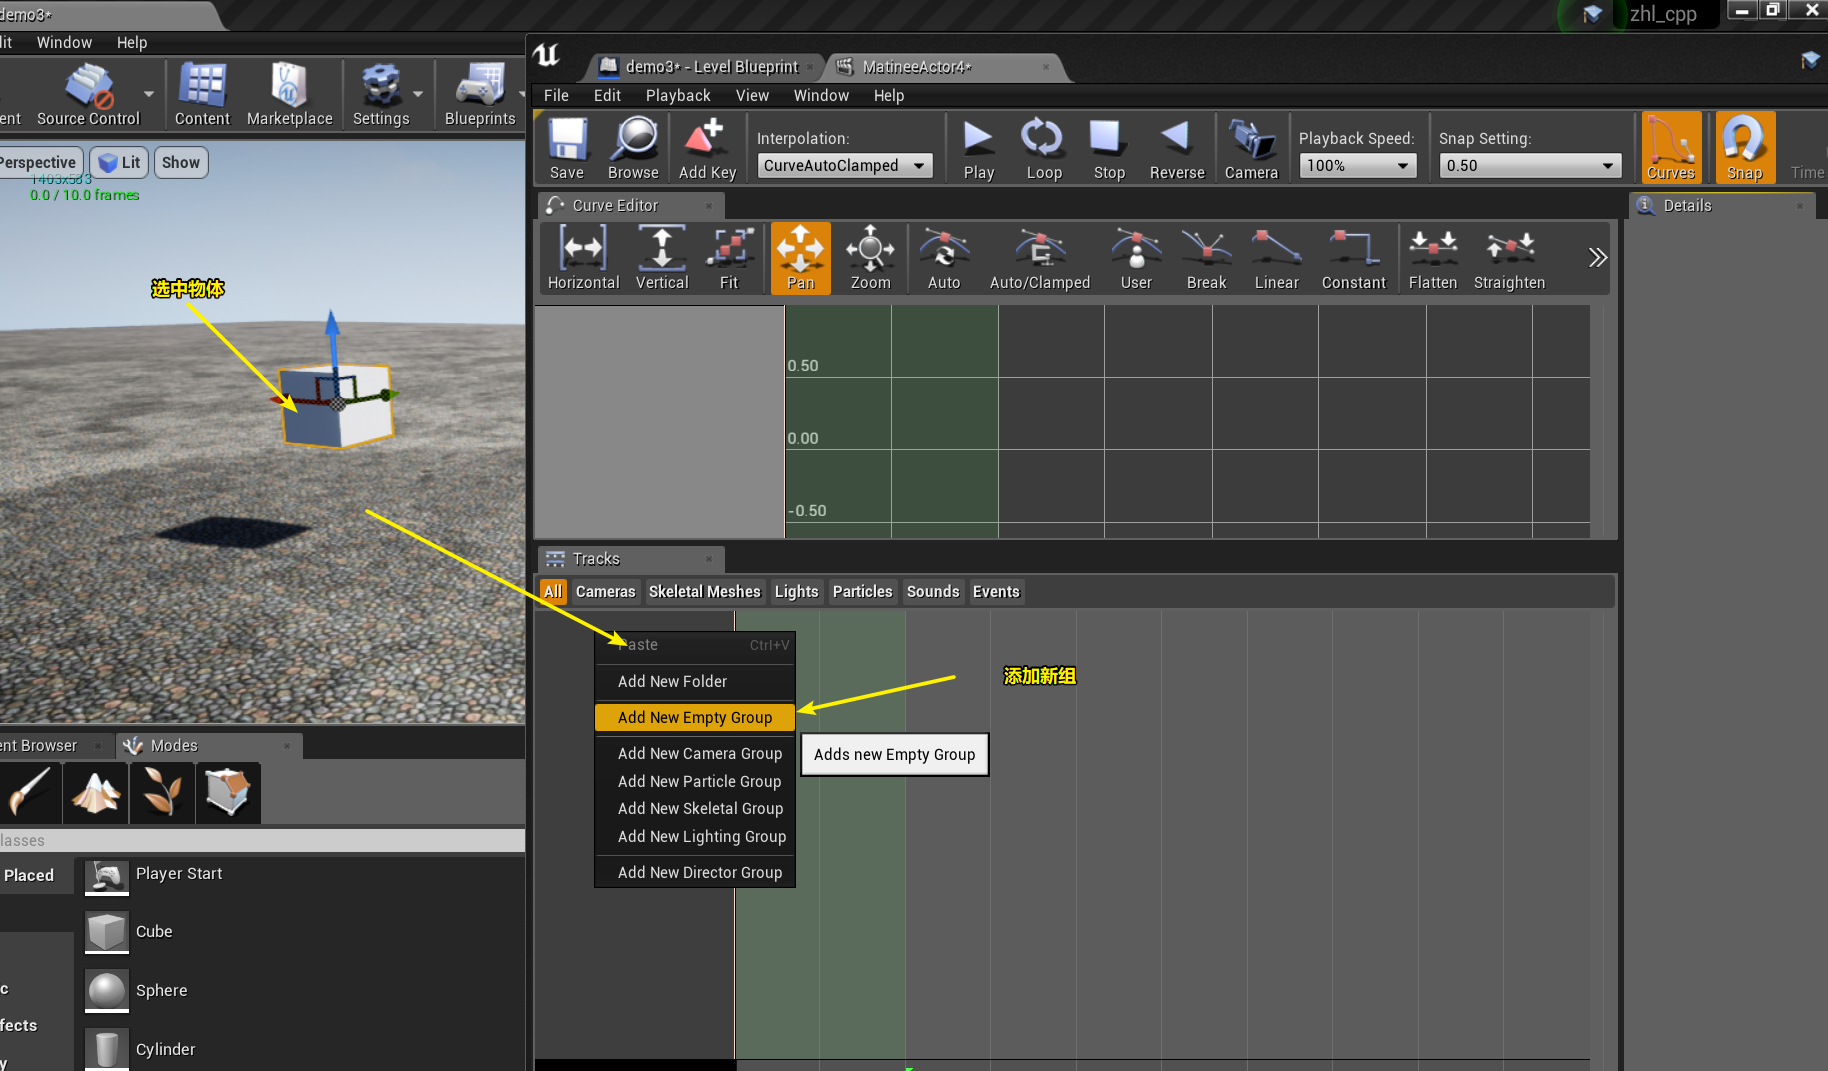 demo3*
zhl_cpp
Window Help
demo3* - Level Blueprint
MatineeActor4*
File Edit Playback View Window Help
Source Control
Content
Marketplace
Settings
Blueprints
Save
Browse
Add Key
Interpolation:
CurveAutoClamped
Play
Loop
Stop
Reverse
Camera
Playback Speed:
100%
Snap Setting:
0.50
Curves
Snap
Time
Perspective
Lit
Show
1403x583
0.0 / 10.0 frames
Curve Editor
Details
Horizontal
Vertical
Fit
Pan
Zoom
Auto
Auto/Clamped
User
Break
Linear
Constant
Flatten
Straighten
选中物体
0.50
0.00
-0.50
Tracks
All
Cameras
Skeletal Meshes
Lights
Particles
Sounds
Events
Paste Ctrl+V
Add New Folder
Add New Empty Group
Add New Camera Group
Add New Particle Group
Add New Skeletal Group
Add New Lighting Group
Add New Director Group
添加新组
Adds new Empty Group
ent Browser
Modes
lasses
Placed
Player Start
Cube
Sphere
Cylinder
fects